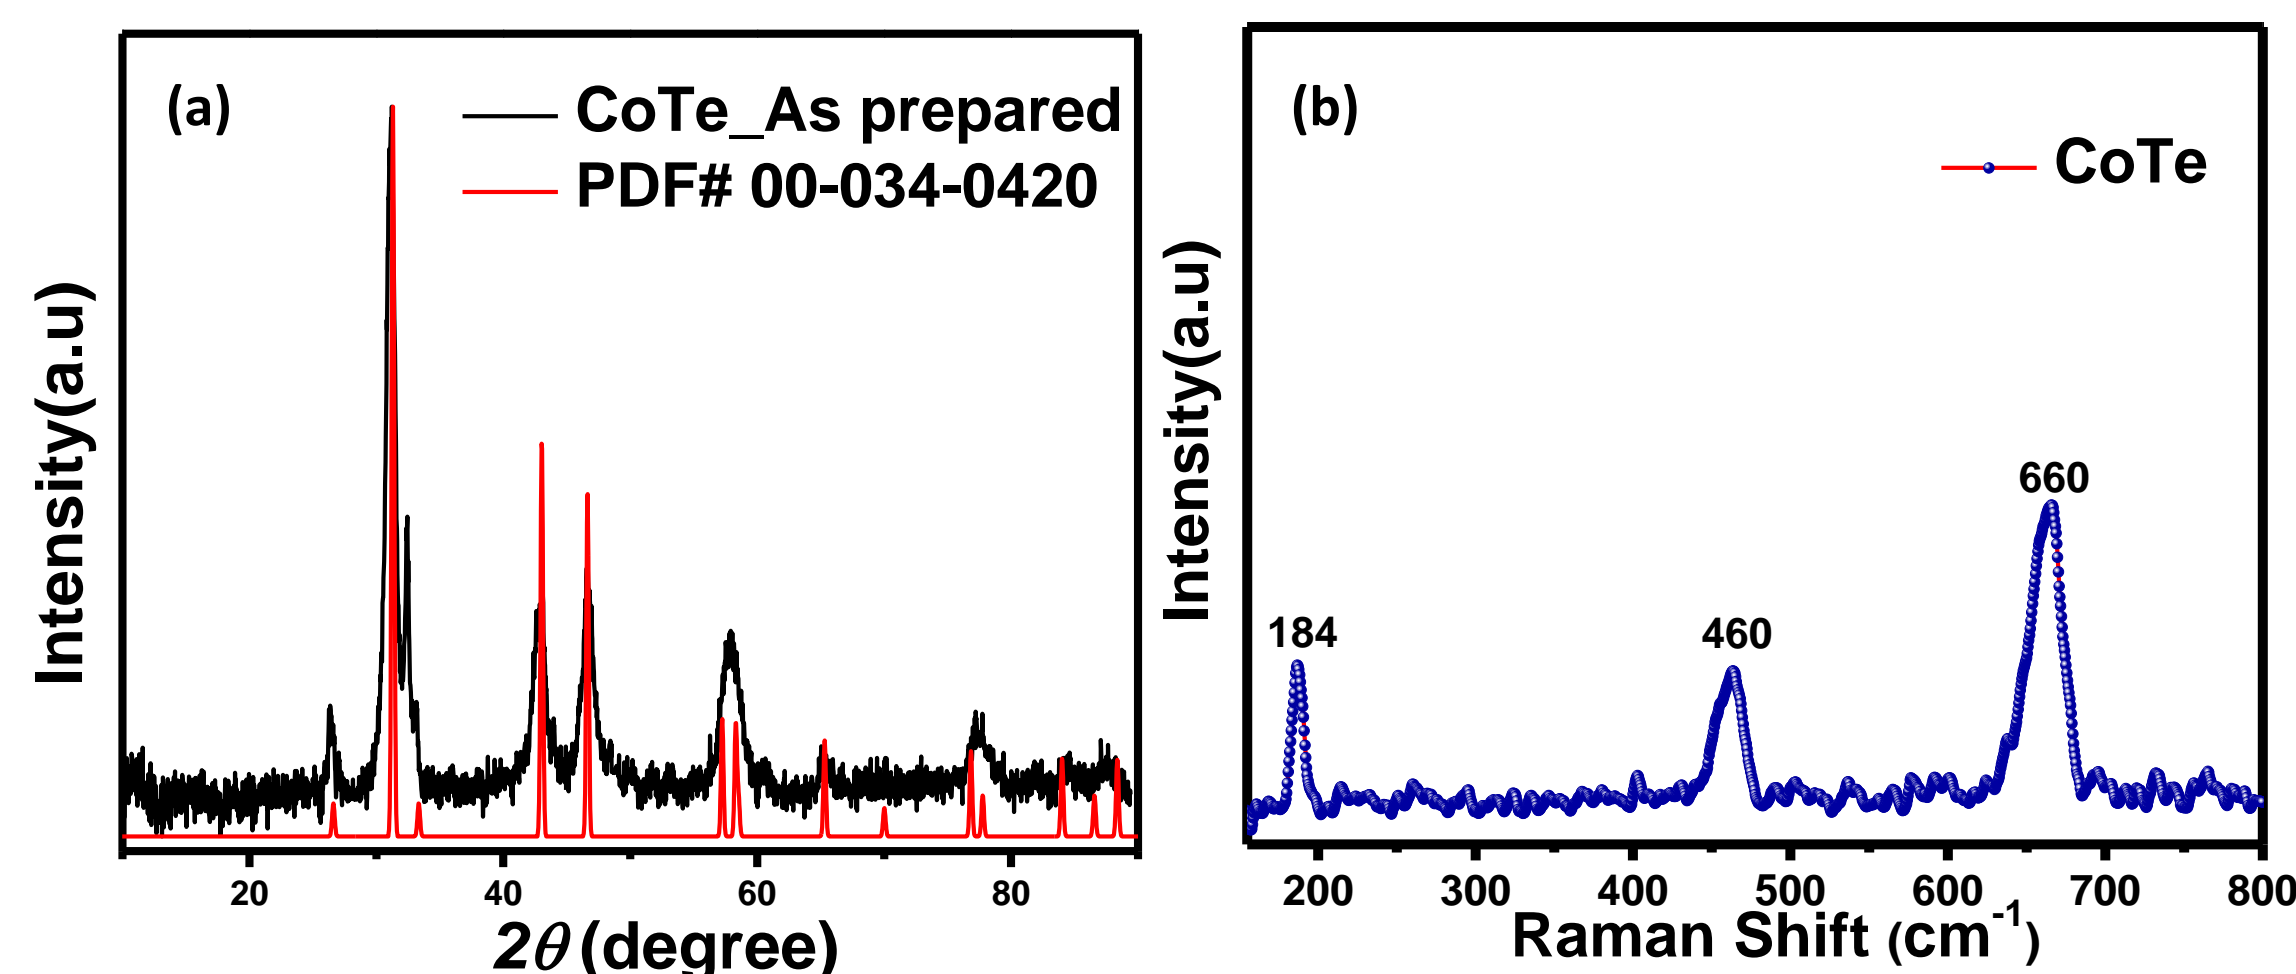 (a)
CoTe_As prepared
PDF# 00-034-0420
Intensity(a.u)
20 40 60 80
2θ (degree)
(b)
CoTe
Intensity(a.u)
184
460
660
200 300 400 500 600 700 800
Raman Shift (cm-1)